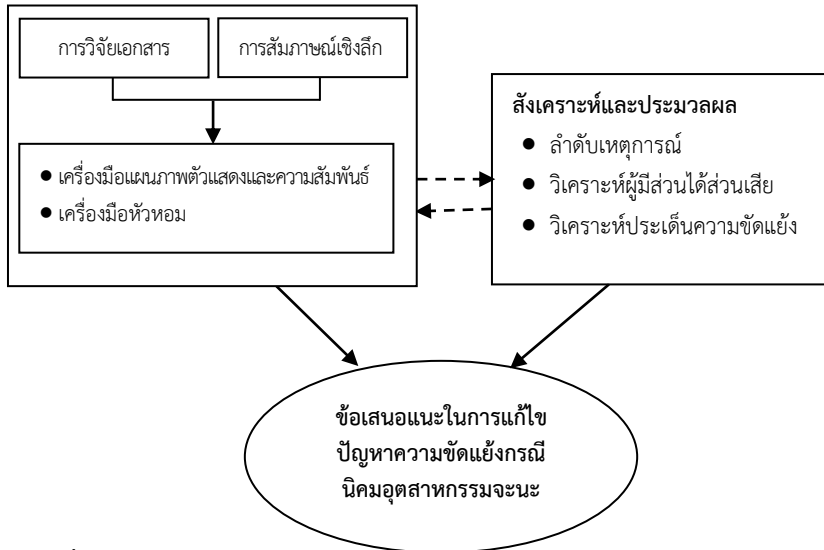 การวิจัยเอกสาร
การสัมภาษณ์เชิงลึก
● เครื่องมือแผนภาพตัวแสดงและความสัมพันธ์
● เครื่องมือหัวหอม
สังเคราะห์และประมวลผล
● ลำดับเหตุการณ์
● วิเคราะห์ผู้มีส่วนได้ส่วนเสีย
● วิเคราะห์ประเด็นความขัดแย้ง
ข้อเสนอแนะในการแก้ไข
ปัญหาความขัดแย้งกรณี
นิคมอุตสาหกรรมจะนะ